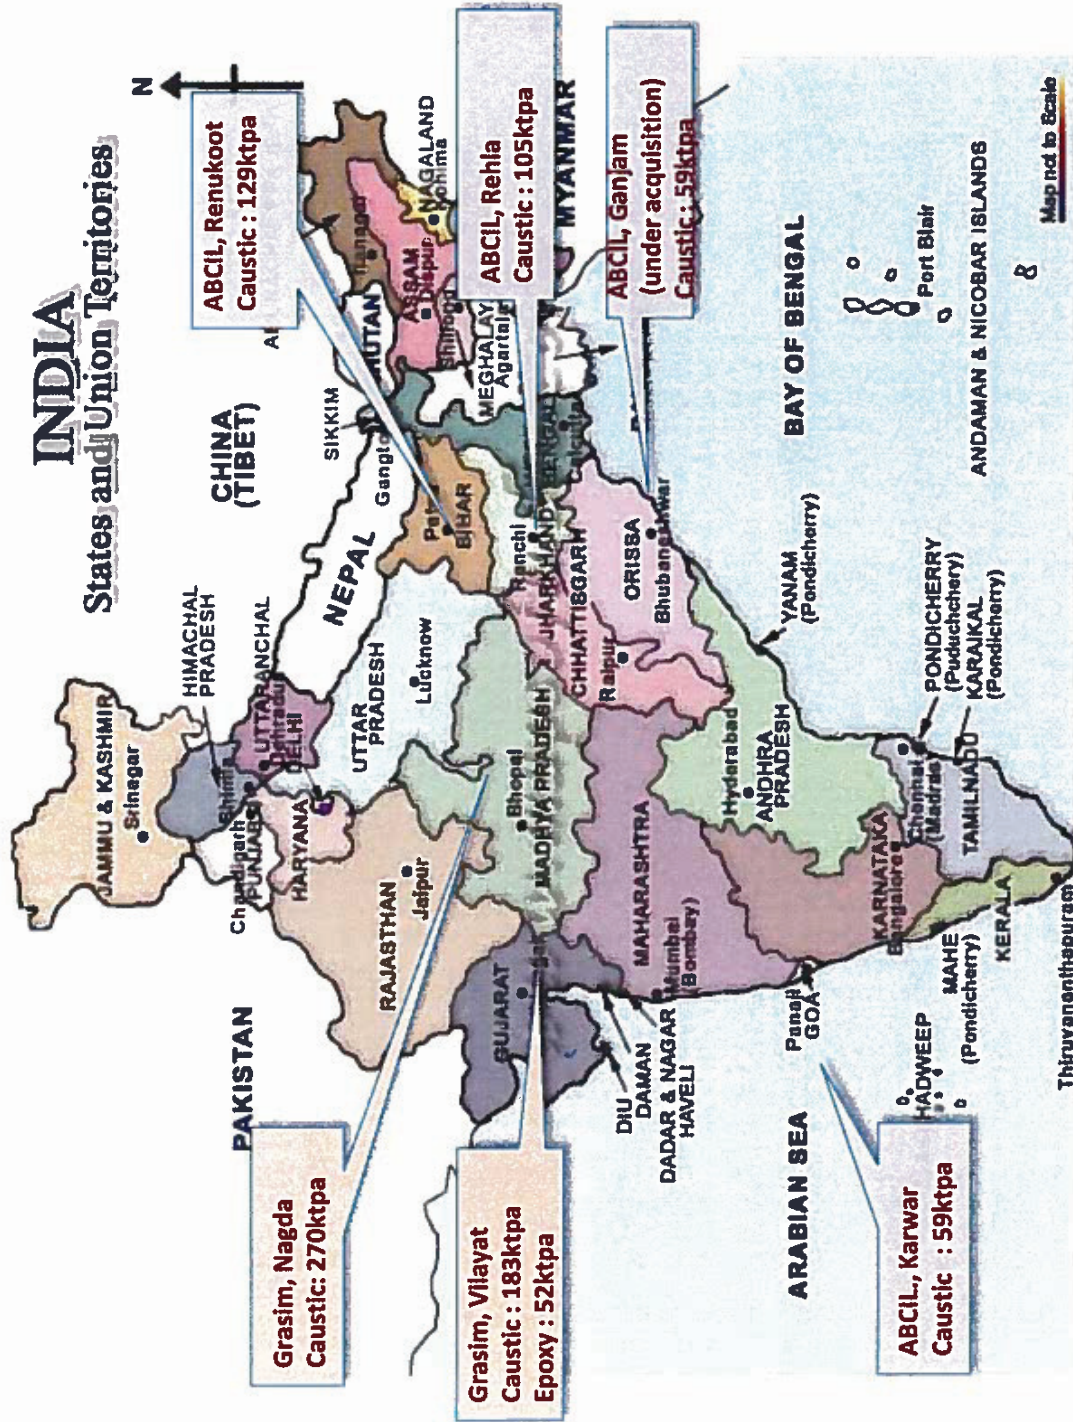 INDIA
States and Union Territories
N
CHINA
(TIBET)
PAKISTAN
NEPAL
SIKKIM
HUTAN
MYANMAR
BAY OF BENGAL
ARABIAN SEA
HIMACHAL
PRADESH
JAMMU & KASHMIR
Srinagar
Shimla
Chandigarh
PUNJAB
UTTARANCHAL
Dehradun
DELHI
HARYANA
RAJASTHAN
Jaipur
UTTAR
PRADESH
Lucknow
BIHAR
ASSAM
Dispur
NAGALAND
Kohima
MEGHALAY
Agartala
GUJARAT
MADHYA PRADESH
Bhopal
JHARKHAND
Ranchi
CHHATTISGARH
Raipur
ORISSA
Bhubaneshwar
MAHARASHTRA
Mumbai
(Bombay)
DIU
DAMAN
DADAR & NAGAR
HAVELI
Hyderabad
ANDHRA
PRADESH
YANAM
(Pondicherry)
Panaji
GOA
KARNATAKA
Bangalore
Chennai
(Madras)
TAMILNADU
PONDICHERRY
(Puduchery)
KARAIKAL
(Pondicherry)
KERALA
MAHE
(Pondicherry)
HADWEEP
Thiruvananthapuram
Port Blair
ANDAMAN & NICOBAR ISLANDS
Map not to Scale
Grasim, Nagda
Caustic: 270ktpa
Grasim, Vilayat
Caustic : 183ktpa
Epoxy : 52ktpa
ABCIL., Karwar
Caustic : 59ktpa
ABCIL, Renukoot
Caustic : 129ktpa
ABCIL, Rehla
Caustic : 105ktpa
ABCIL, Ganjam
(under acquisition)
Caustic : 59ktpa